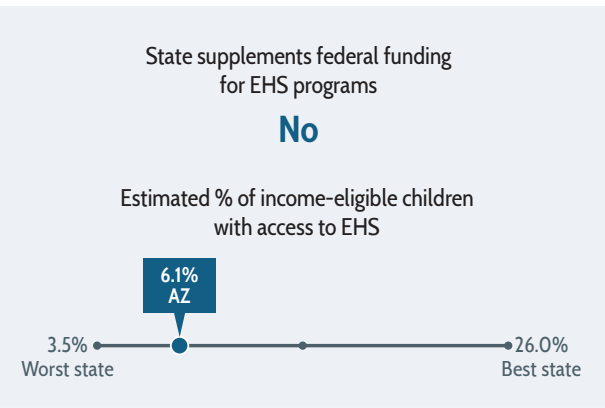 State supplements federal funding
for EHS programs
No
Estimated % of income-eligible children
with access to EHS
6.1%
AZ
3.5%
26.0%
Worst state
Best state